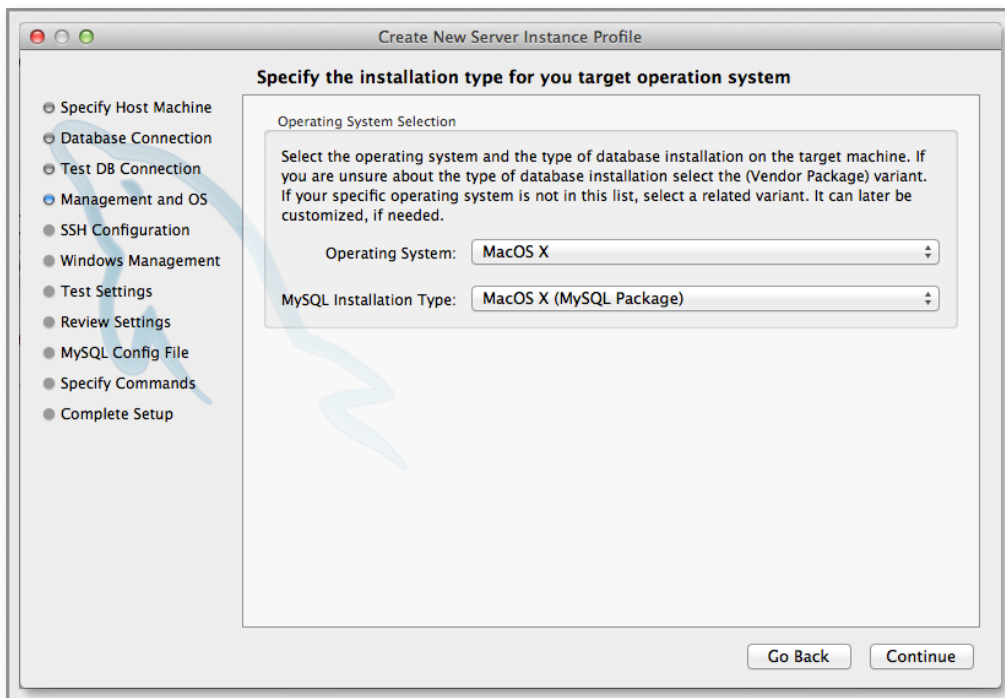 Create New Server Instance Profile
Specify the installation type for you target operation system
Specify Host Machine
Database Connection
Test DB Connection
Management and OS
SSH Configuration
Windows Management
Test Settings
Review Settings
MySQL Config File
Specify Commands
Complete Setup
Operating System Selection
Select the operating system and the type of database installation on the target machine. If
you are unsure about the type of database installation select the (Vendor Package) variant.
If your specific operating system is not in this list, select a related variant. It can later be
customized, if needed.
Operating System: MacOS X
MySQL Installation Type: MacOS X (MySQL Package)
Go Back Continue